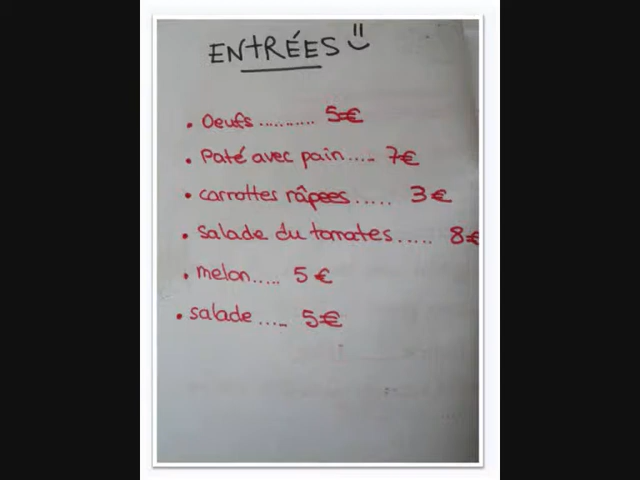 ENTRÉES
• Oeufs .......... 5€
• Paté avec pain.... 7€
• carrottes râpees..... 3€
• salade du tomates..... 8€
• melon..... 5€
• salade ..... 5€